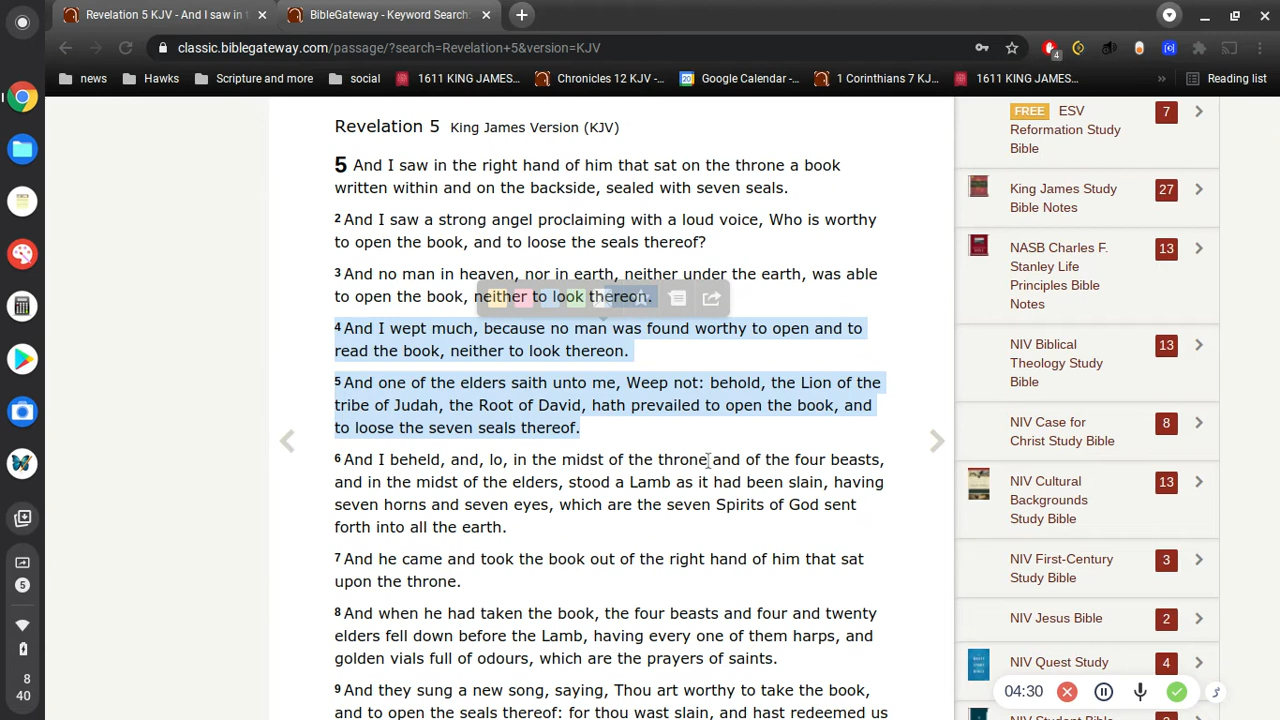 Revelation 5 KJV - And I saw in t
BibleGateway - Keyword Search:
classic.biblegateway.com/passage/?search=Revelation+5&version=KJV
4
news
Hawks
Scripture and more
social
1611 KING JAMES...
Chronicles 12 KJV -...
20
Google Calendar -...
1 Corinthians 7 KJ...
1611 KING JAMES...
»
Reading list
Revelation 5 King James Version (KJV)
5 And I saw in the right hand of him that sat on the throne a book
written within and on the backside, sealed with seven seals.
2 And I saw a strong angel proclaiming with a loud voice, Who is worthy
to open the book, and to loose the seals thereof?
3 And no man in heaven, nor in earth, neither under the earth, was able
to open the book, neither to look thereon.
4 And I wept much, because no man was found worthy to open and to
read the book, neither to look thereon.
5 And one of the elders saith unto me, Weep not: behold, the Lion of the
tribe of Judah, the Root of David, hath prevailed to open the book, and
to loose the seven seals thereof.
6 And I beheld, and, lo, in the midst of the throne and of the four beasts,
and in the midst of the elders, stood a Lamb as it had been slain, having
seven horns and seven eyes, which are the seven Spirits of God sent
forth into all the earth.
7 And he came and took the book out of the right hand of him that sat
upon the throne.
8 And when he had taken the book, the four beasts and four and twenty
elders fell down before the Lamb, having every one of them harps, and
golden vials full of odours, which are the prayers of saints.
9 And they sung a new song, saying, Thou art worthy to take the book,
and to open the seals thereof: for thou wast slain, and hast redeemed us
FREE ESV
Reformation Study
Bible
7
King James Study
Bible Notes
27
NASB Charles F.
Stanley Life
Principles Bible
Notes
13
NIV Biblical
Theology Study
Bible
13
NIV Case for
Christ Study Bible
8
NIV Cultural
Backgrounds
Study Bible
13
NIV First-Century
Study Bible
3
NIV Jesus Bible
2
NIV Quest Study
4
04:30
5
8
40